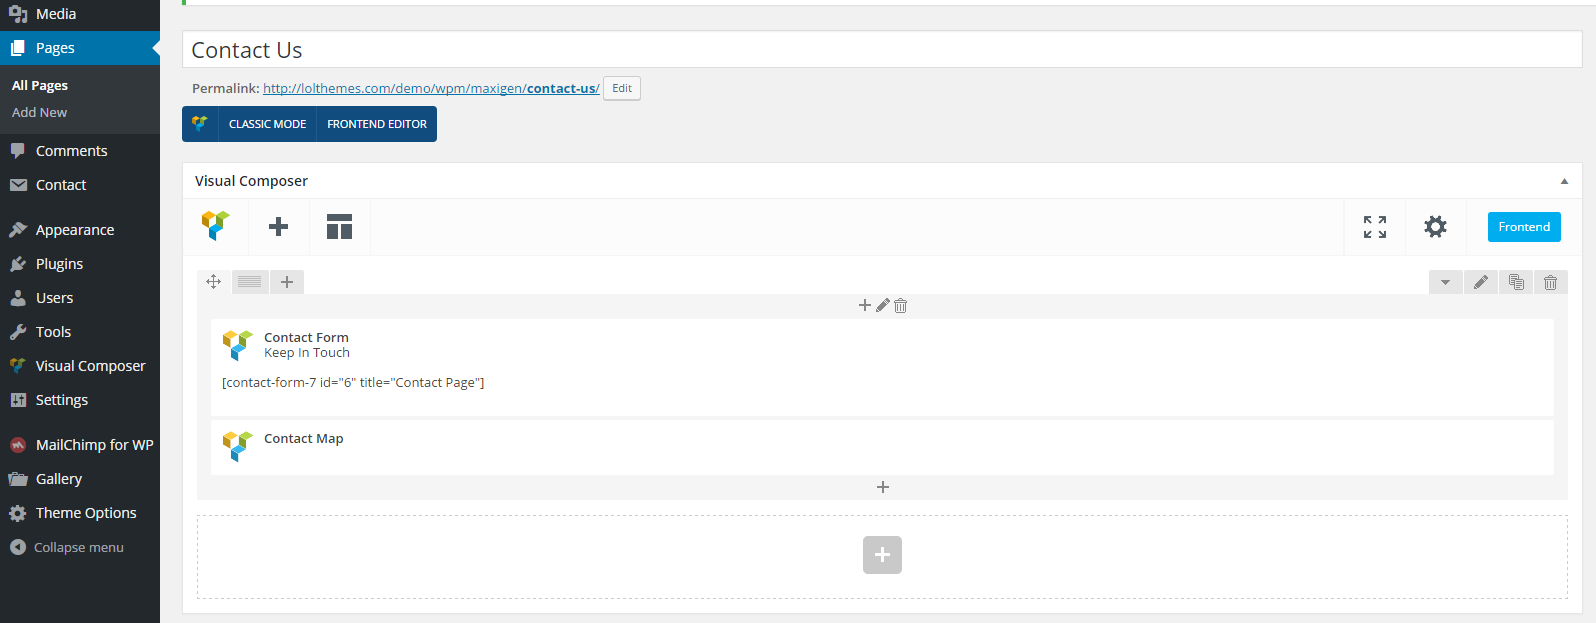 Media
Pages
All Pages
Add New
Comments
Contact
Appearance
Plugins
Users
Tools
Visual Composer
Settings
MailChimp for WP
Gallery
Theme Options
Collapse menu
Contact Us
Permalink: http://lolthemes.com/demo/wpm/maxigen/contact-us/ Edit
CLASSIC MODE FRONTEND EDITOR
Visual Composer
Frontend
Contact Form
Keep In Touch
[contact-form-7 id="6" title="Contact Page"]
Contact Map